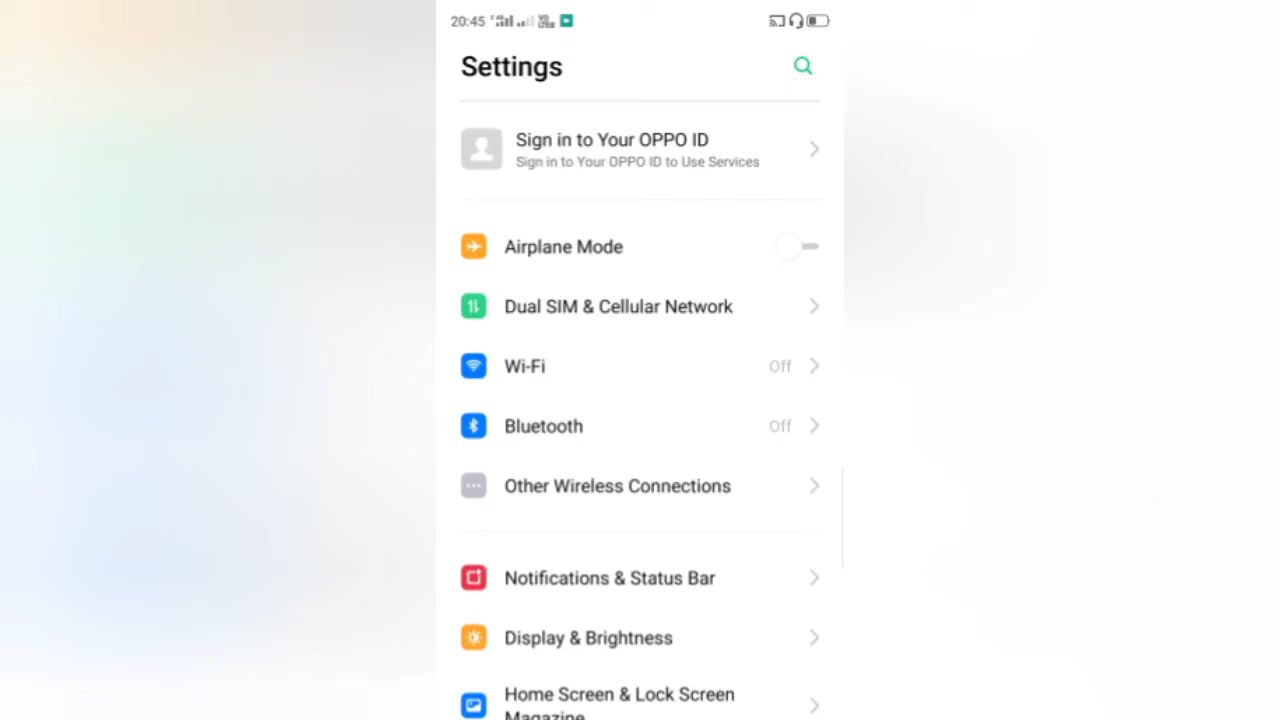 20:45
Settings
Sign in to Your OPPO ID
Sign in to Your OPPO ID to Use Services
Airplane Mode
Dual SIM & Cellular Network
Wi-Fi Off
Bluetooth Off
Other Wireless Connections
Notifications & Status Bar
Display & Brightness
Home Screen & Lock Screen
Magazine